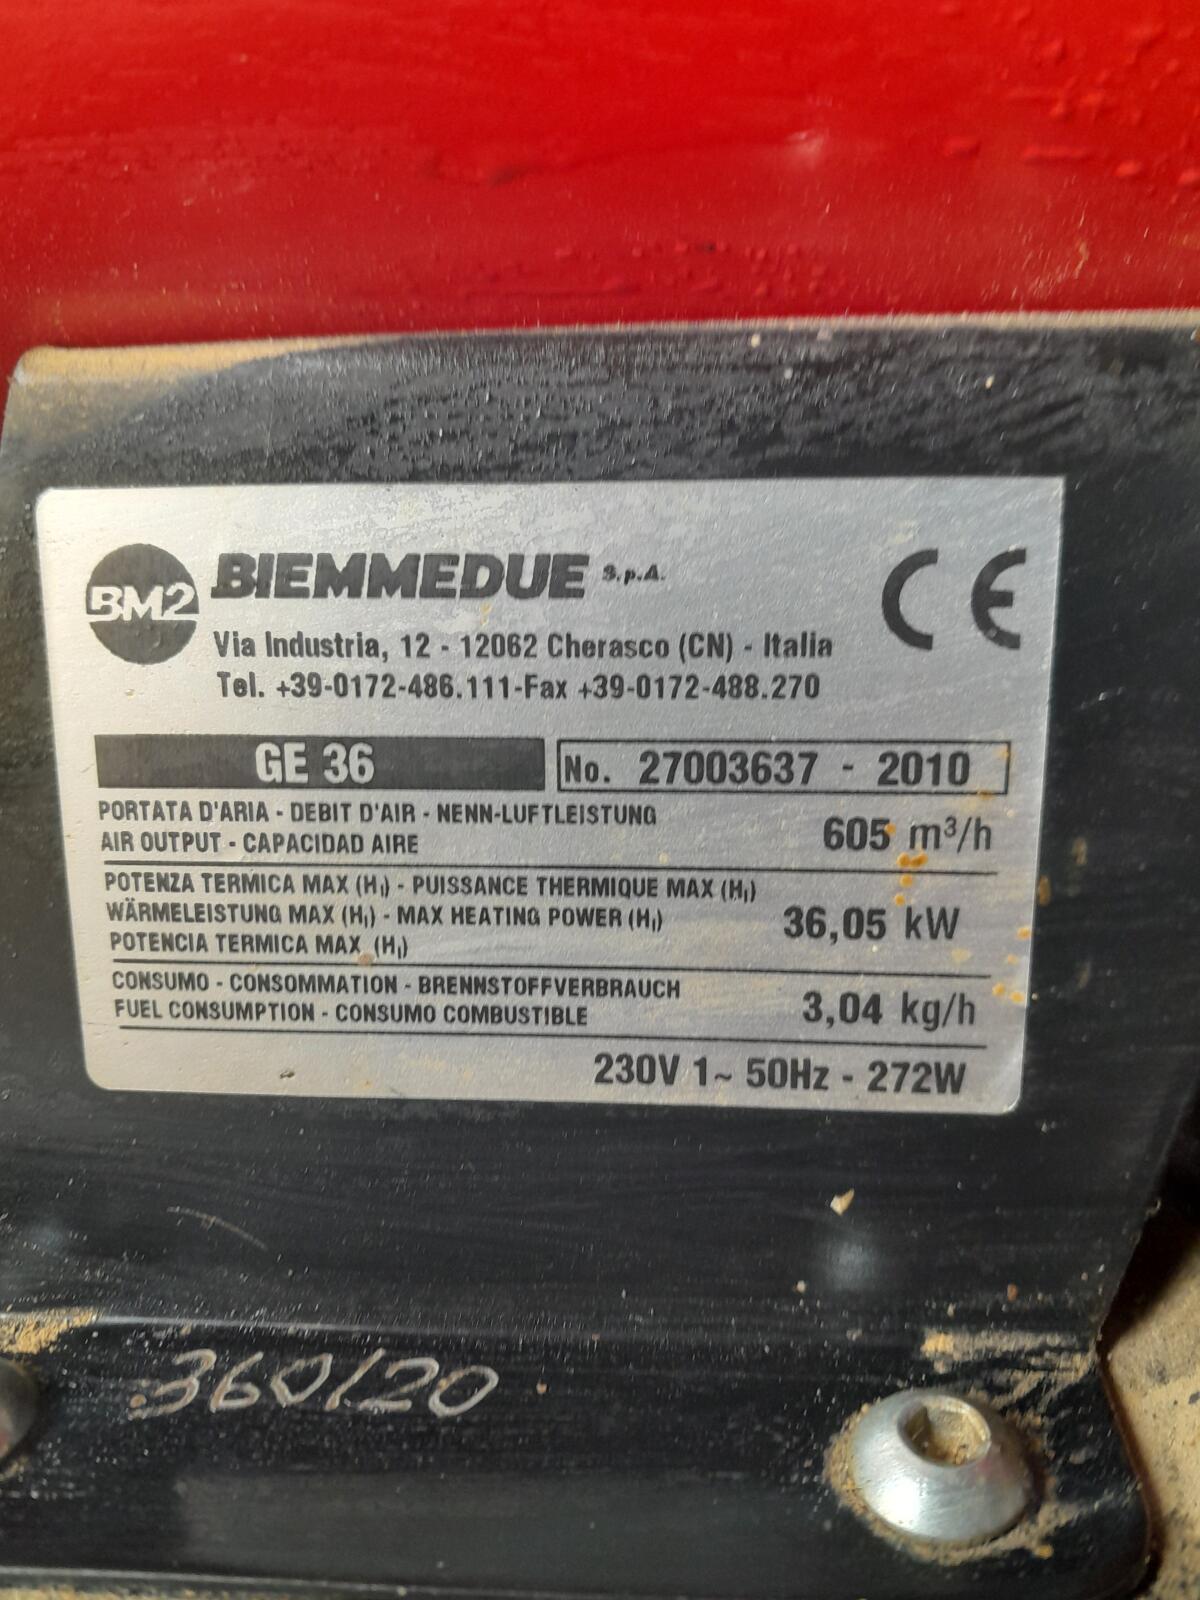 BM2 BIEMMEDUE S.p.A. CE
Via Industria, 12 - 12062 Cherasco (CN) - Italia
Tel. +39-0172-486.111-Fax +39-0172-488.270
GE 36 No. 27003637 - 2010
PORTATA D'ARIA - DEBIT D'AIR - NENN-LUFTLEISTUNG
AIR OUTPUT - CAPACIDAD AIRE 605 m³/h
POTENZA TERMICA MAX (Hᵢ) - PUISSANCE THERMIQUE MAX (Hᵢ)
WÄRMELEISTUNG MAX (Hᵢ) - MAX HEATING POWER (Hᵢ) 36,05 kW
POTENCIA TERMICA MAX (Hᵢ)
CONSUMO - CONSOMMATION - BRENNSTOFFVERBRAUCH
FUEL CONSUMPTION - CONSUMO COMBUSTIBLE 3,04 kg/h
230V 1~ 50Hz - 272W
360/20